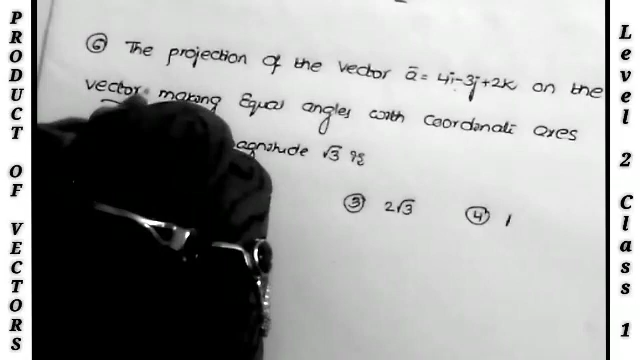 PRODUCT OF VECTORS
⑥ The projection of the vector ā = 4i-3j+2k on the
vector making Equal angles with Coordinate axes
agnitude √3 is
③ 2√3 ④ 1
Level 2 Class 1